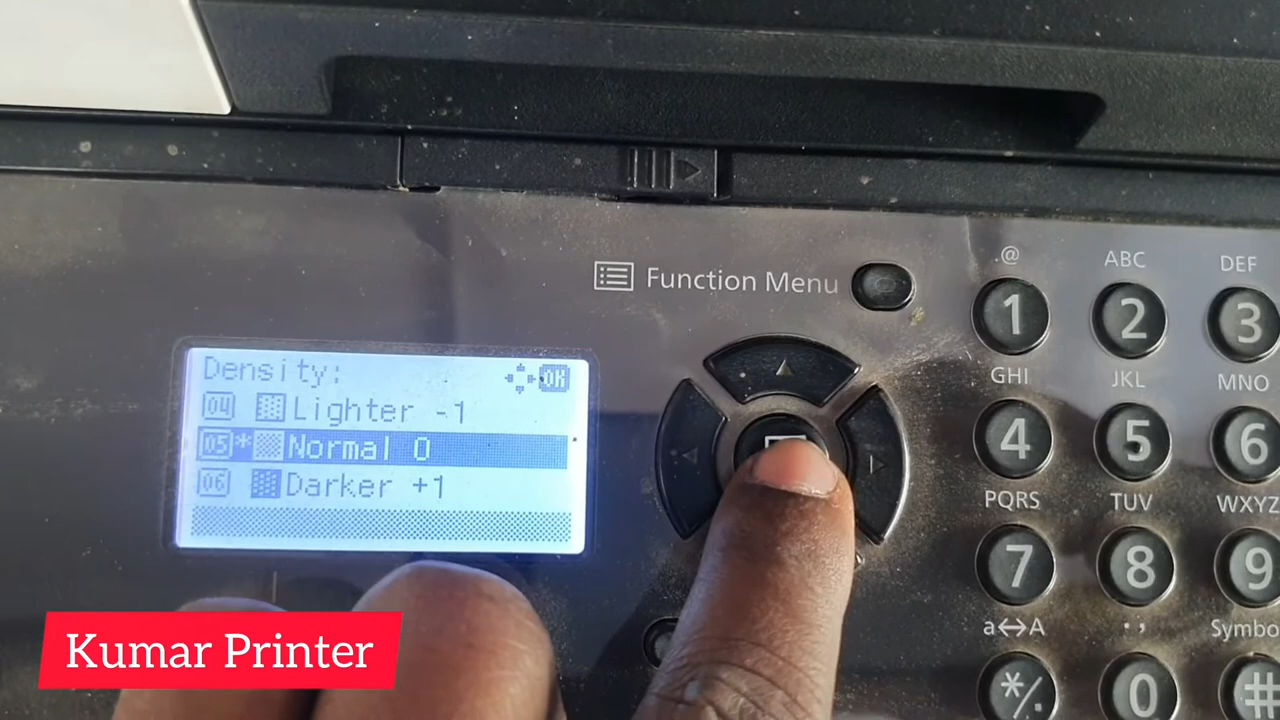 Function Menu
Density:
OK
04 Lighter -1
05 * Normal 0
06 Darker +1
.@ ABC DEF
1 2 3
GHI JKL MNO
4 5 6
PQRS TUV WXYZ
7 8 9
a↔A . , Symbo
*/. 0 #
Kumar Printer